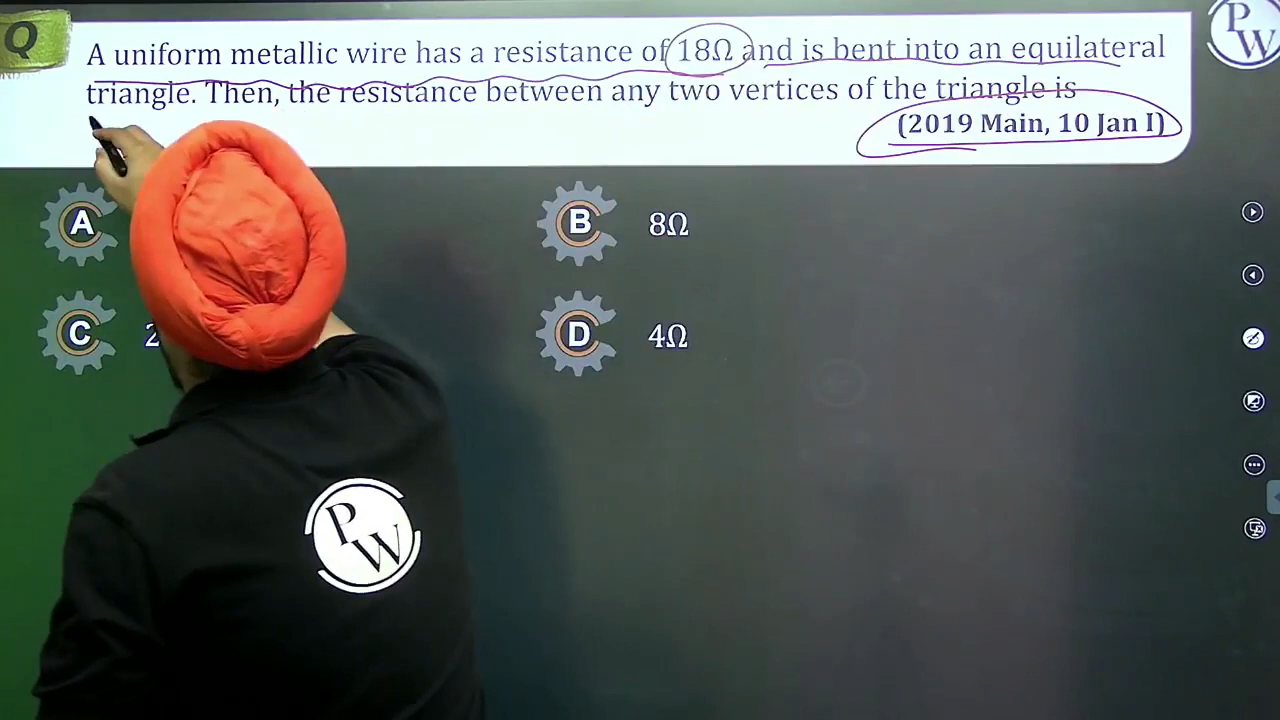 Q
A uniform metallic wire has a resistance of 18Ω and is bent into an equilateral
triangle. Then, the resistance between any two vertices of the triangle is
(2019 Main, 10 Jan I)
PW
A
B 8Ω
C 2
D 4Ω
PW